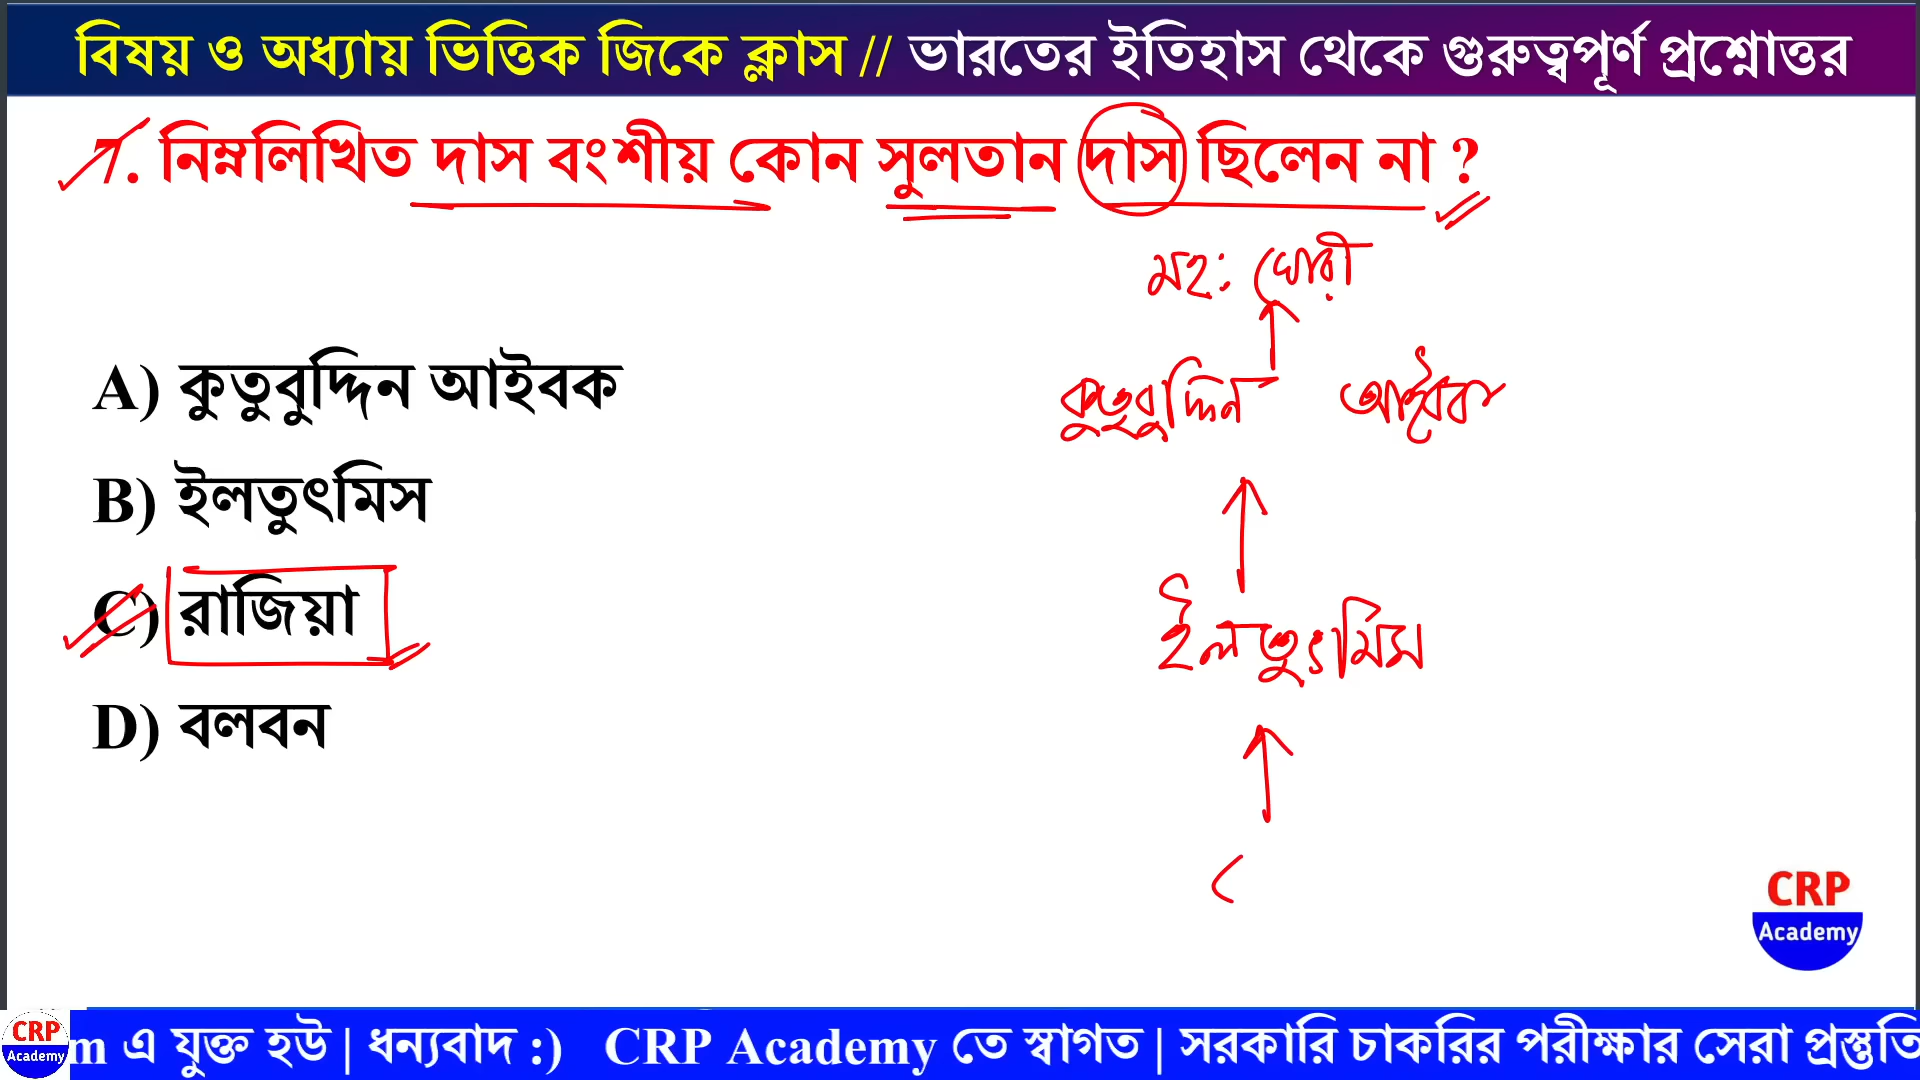 বিষয় ও অধ্যায় ভিত্তিক জিকে ক্লাস // ভারতের ইতিহাস থেকে গুরুত্বপূর্ণ প্রশ্নোত্তর
7. নিম্নলিখিত দাস বংশীয় কোন সুলতান দাস ছিলেন না ?
মহঃ ঘোরী
A) কুতুবুদ্দিন আইবক
কুতুবুদ্দিন আইবক
B) ইলতুৎমিস
C) রাজিয়া
ইলতুৎমিস
D) বলবন
CRP
Academy
CRP
Academy
m এ যুক্ত হউ | ধন্যবাদ :) CRP Academy তে স্বাগত | সরকারি চাকরির পরীক্ষার সেরা প্রস্তুতি